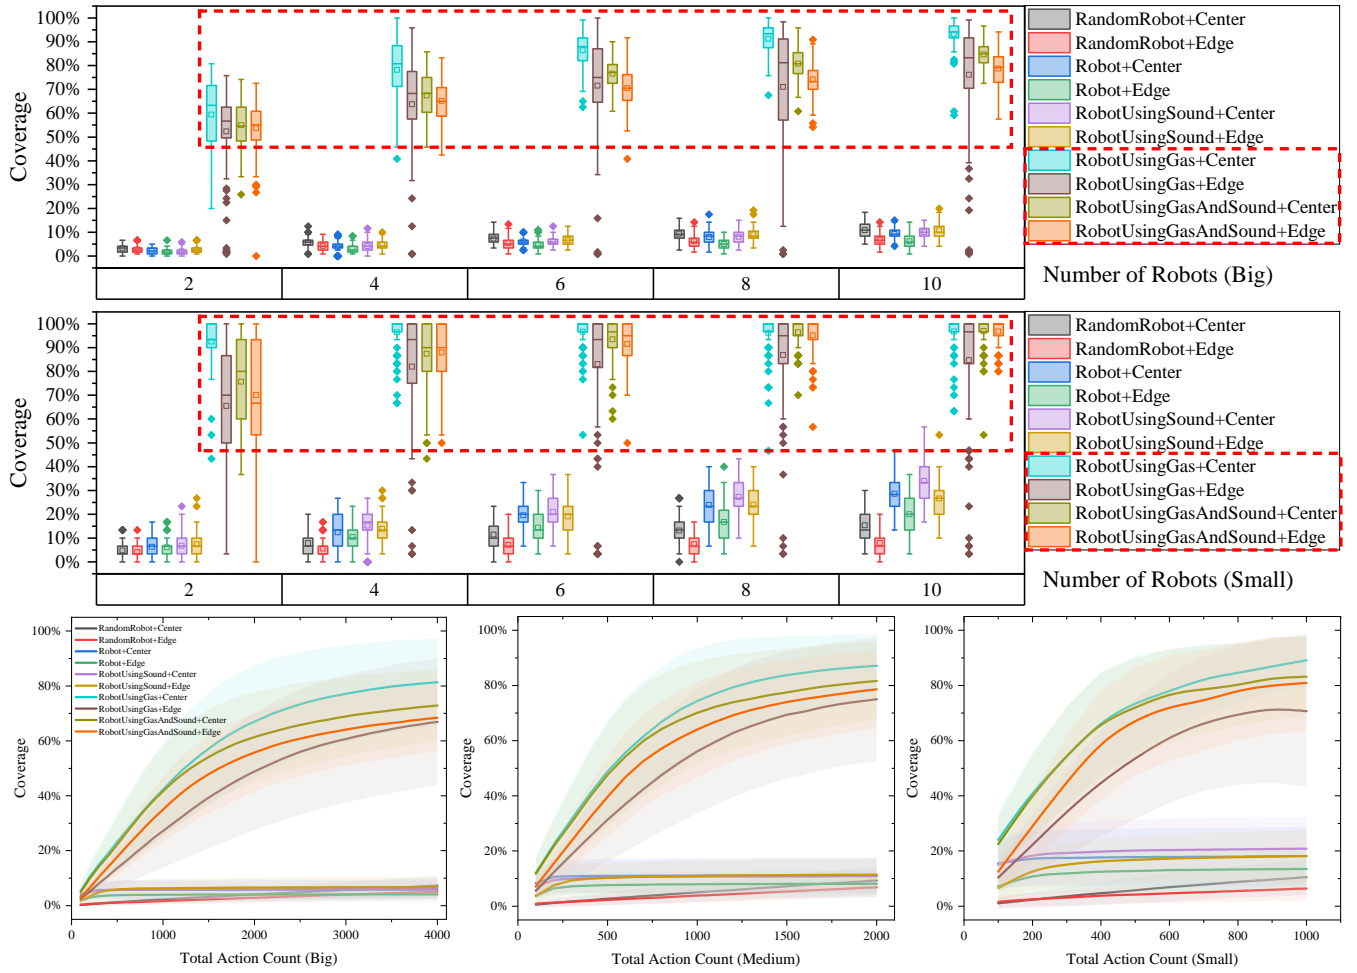 Coverage
100%
90%
80%
70%
60%
50%
40%
30%
20%
10%
0%
2
4
6
8
10
RandomRobot+Center
RandomRobot+Edge
Robot+Center
Robot+Edge
RobotUsingSound+Center
RobotUsingSound+Edge
RobotUsingGas+Center
RobotUsingGas+Edge
RobotUsingGasAndSound+Center
RobotUsingGasAndSound+Edge
Number of Robots (Big)
Coverage
100%
90%
80%
70%
60%
50%
40%
30%
20%
10%
0%
2
4
6
8
10
RandomRobot+Center
RandomRobot+Edge
Robot+Center
Robot+Edge
RobotUsingSound+Center
RobotUsingSound+Edge
RobotUsingGas+Center
RobotUsingGas+Edge
RobotUsingGasAndSound+Center
RobotUsingGasAndSound+Edge
Number of Robots (Small)
Coverage
100%
80%
60%
40%
20%
0%
RandomRobot+Center
RandomRobot+Edge
Robot+Center
Robot+Edge
RobotUsingSound+Center
RobotUsingSound+Edge
RobotUsingGas+Center
RobotUsingGas+Edge
RobotUsingGasAndSound+Center
RobotUsingGasAndSound+Edge
0
1000
2000
3000
4000
Total Action Count (Big)
Coverage
100%
80%
60%
40%
20%
0%
0
500
1000
1500
2000
Total Action Count (Medium)
Coverage
100%
80%
60%
40%
20%
0%
0
200
400
600
800
1000
Total Action Count (Small)